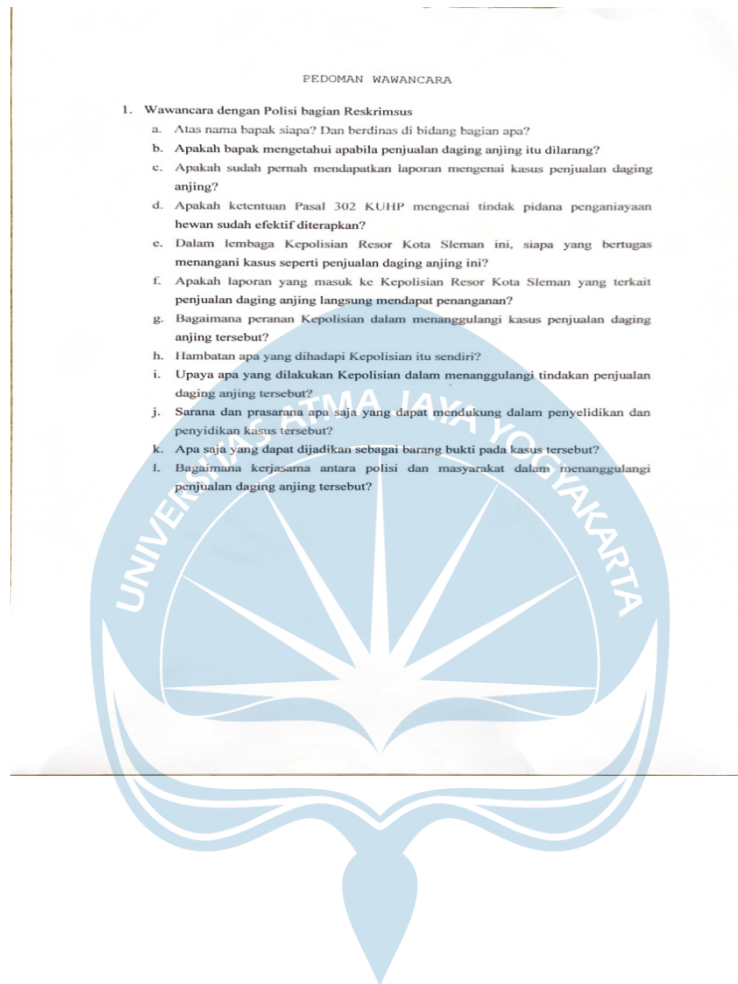 PEDOMAN WAWANCARA
1. Wawancara dengan Polisi bagian Reskrimsus
a. Atas nama bapak siapa? Dan berdinas di bidang bagian apa?
b. Apakah bapak mengetahui apabila penjualan daging anjing itu dilarang?
c. Apakah sudah pernah mendapatkan laporan mengenai kasus penjualan daging
anjing?
d. Apakah ketentuan Pasal 302 KUHP mengenai tindak pidana penganiayaan
hewan sudah efektif diterapkan?
e. Dalam lembaga Kepolisian Resor Kota Sleman ini, siapa yang bertugas
menangani kasus seperti penjualan daging anjing ini?
f. Apakah laporan yang masuk ke Kepolisian Resor Kota Sleman yang terkait
penjualan daging anjing langsung mendapat penanganan?
g. Bagaimana peranan Kepolisian dalam menanggulangi kasus penjualan daging
anjing tersebut?
h. Hambatan apa yang dihadapi Kepolisian itu sendiri?
i. Upaya apa yang dilakukan Kepolisian dalam menanggulangi tindakan penjualan
daging anjing tersebut?
j. Sarana dan prasarana apa saja yang dapat mendukung dalam penyelidikan dan
penyidikan kasus tersebut?
k. Apa saja yang dapat dijadikan sebagai barang bukti pada kasus tersebut?
l. Bagaimana kerjasama antara polisi dan masyarakat dalam menanggulangi
penjualan daging anjing tersebut?
UNIVERSITAS ATMA JAYA YOGYAKARTA